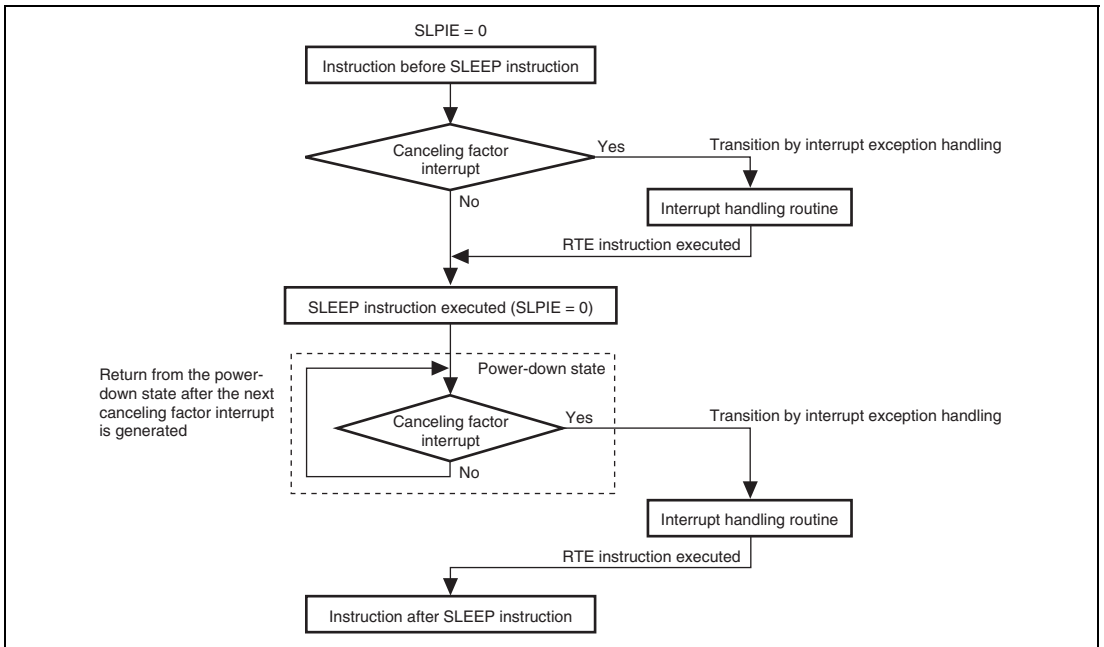 SLPIE = 0
Instruction before SLEEP instruction
Canceling factor
interrupt
Yes
Transition by interrupt exception handling
No
Interrupt handling routine
RTE instruction executed
SLEEP instruction executed (SLPIE = 0)
Return from the power-
down state after the next
canceling factor interrupt
is generated
Power-down state
Canceling factor
interrupt
Yes
Transition by interrupt exception handling
No
Interrupt handling routine
RTE instruction executed
Instruction after SLEEP instruction